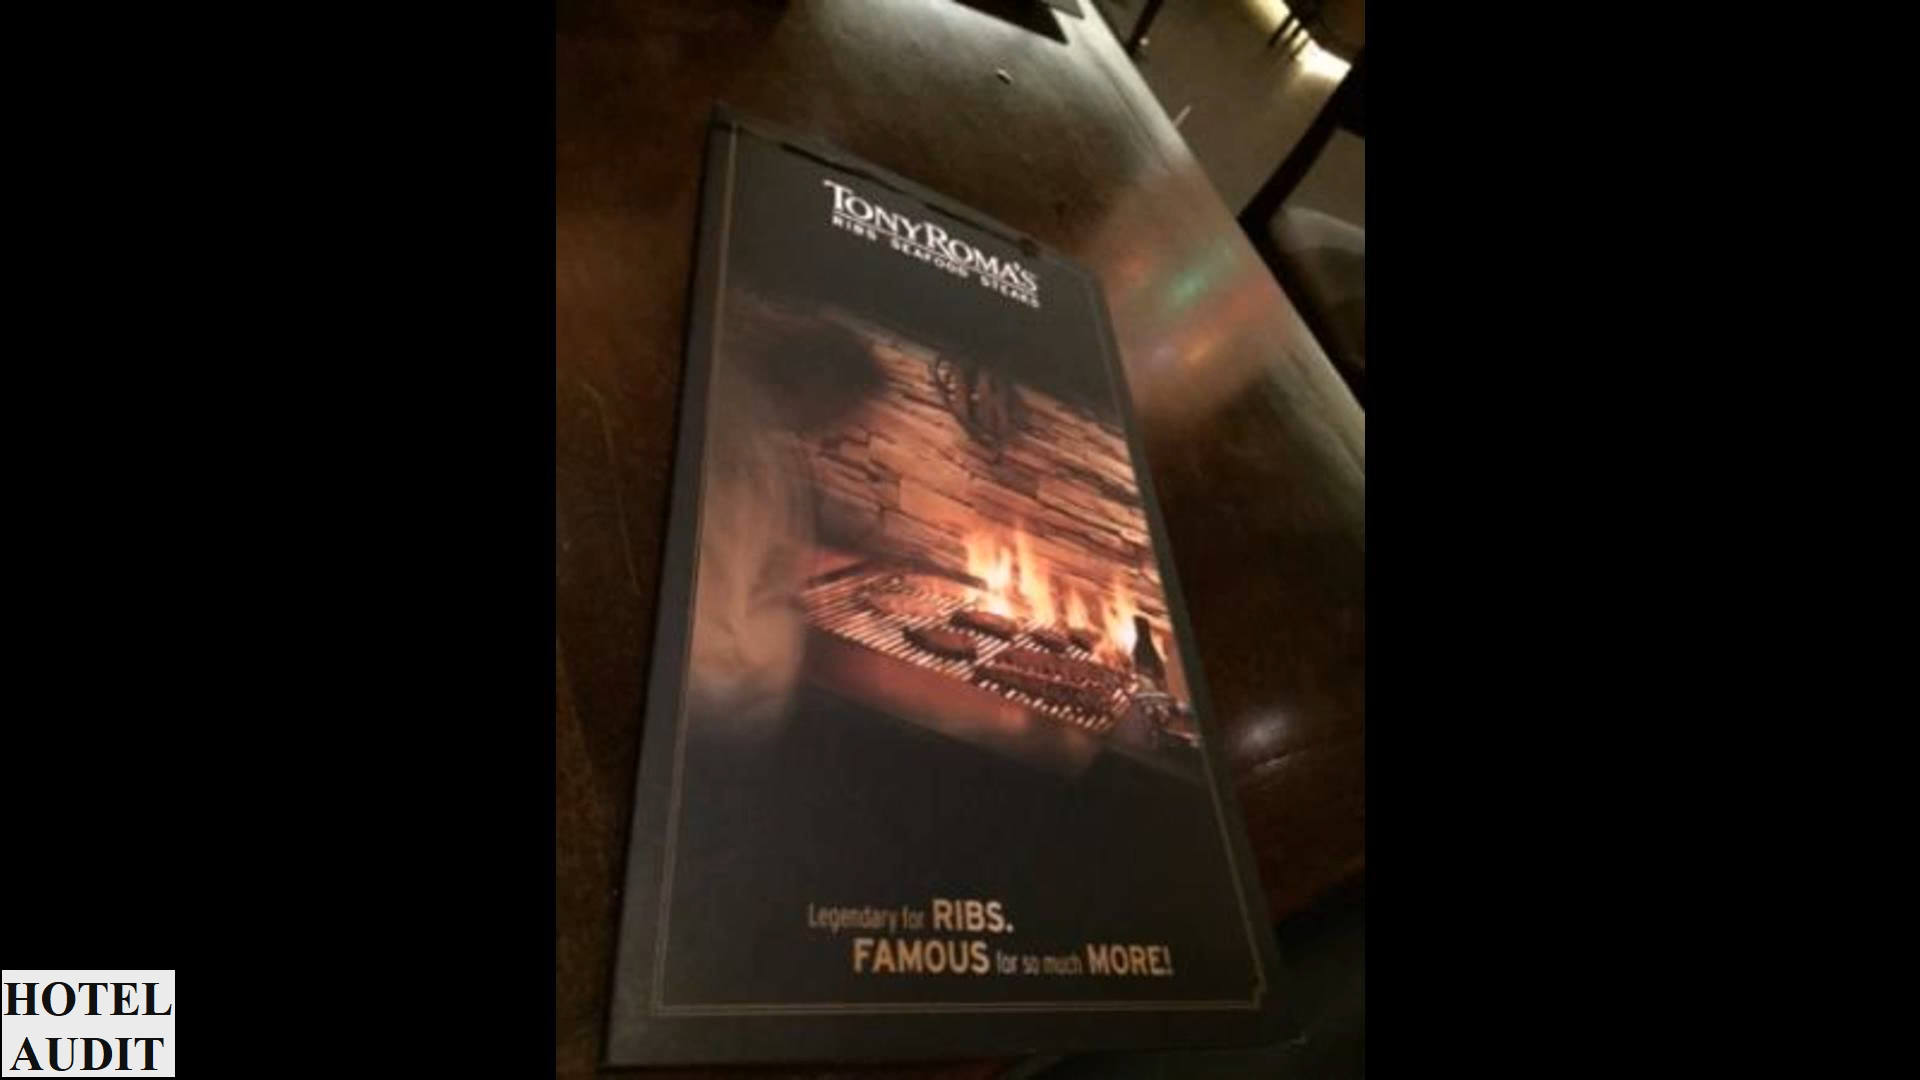 TONY ROMA'S
RIBS SEAFOOD STEAKS
Legendary for RIBS.
FAMOUS for so much MORE!
HOTEL
AUDIT